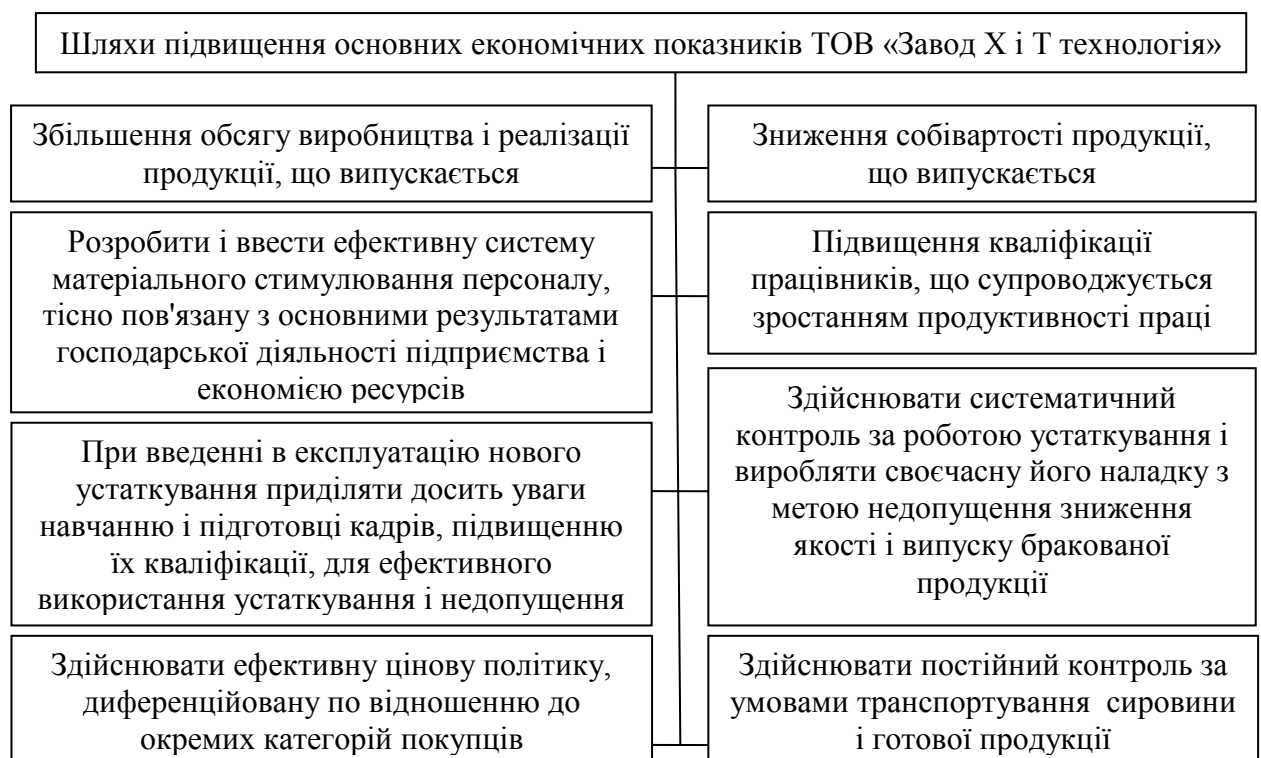 Шляхи підвищення основних економічних показників ТОВ «Завод Х і Т технологія»
Збільшення обсягу виробництва і реалізації
продукції, що випускається
Зниження собівартості продукції,
що випускається
Розробити і ввести ефективну систему
матеріального стимулювання персоналу,
тісно пов'язану з основними результатами
господарської діяльності підприємства і
економією ресурсів
Підвищення кваліфікації
працівників, що супроводжується
зростанням продуктивності праці
При введенні в експлуатацію нового
устаткування приділяти досить уваги
навчанню і підготовці кадрів, підвищенню
їх кваліфікації, для ефективного
використання устаткування і недопущення
Здійснювати систематичний
контроль за роботою устаткування і
виробляти своєчасну його наладку з
метою недопущення зниження
якості і випуску бракованої
продукції
Здійснювати ефективну цінову політику,
диференційовану по відношенню до
окремих категорій покупців
Здійснювати постійний контроль за
умовами транспортування сировини
і готової продукції